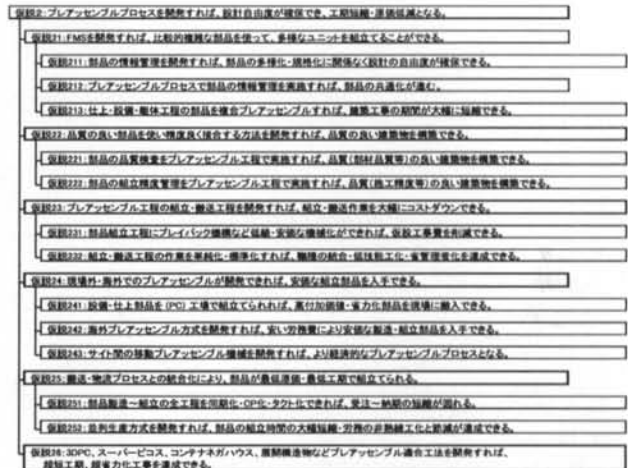 仮説2:プレアッセンブルプロセスを開発すれば、設計自由度が確保でき、工期短縮・原価低減となる。
仮説21:FMSを開発すれば、比較的複雑な部品を使って、多様なユニットを組立てることができる。
仮説211:部品の情報管理を開発すれば、部品の多様化・規格化に関係なく設計の自由度が確保できる。
仮説212:プレアッセンブルプロセスで部品の情報管理を実施すれば、部品の共通化が進む。
仮説213:仕上・設備・躯体工程の部品を複合プレアッセンブルすれば、建築工事の期間が大幅に短縮できる。
仮説22:品質の良い部品を使い精度良く接合する方法を開発すれば、品質の良い建築物を構築できる。
仮説221:部品の品質検査をプレアッセンブル工程で実施すれば、品質(部材品質等)の良い建築物を構築できる。
仮説222:部品の組立精度管理をプレアッセンブル工程で実施すれば、品質(施工精度等)の良い建築物を構築できる。
仮説23:プレアッセンブル工程の組立・搬送工程を開発すれば、組立・搬送作業を大幅にコストダウンできる。
仮説231:部品組立工程にプレイバック機構など低級・安価な機械化ができれば、仮設工事費を削減できる。
仮説232:組立・搬送工程の作業を単純化・標準化すれば、職種の統合・低技能工化・省管理者化を達成できる。
仮説24:現場外・海外でのプレアッセンブルが開発できれば、安価な組立部品を入手できる。
仮説241:設備・仕上部品を(PC)工場で組立てられれば、高付加価値・省力化部品を現場に搬入できる。
仮説242:海外プレアッセンブル方式を開発すれば、安い労務費により安価な製造・組立部品を入手できる。
仮説243:サイト間の移動プレアッセンブル機械を開発すれば、より経済的なプレアッセンブルプロセスとなる。
仮説25:搬送・物流プロセスとの統合化により、部品が最低原価・最低工期で組立てられる。
仮説251:部品製造～組立の全工程を同期化・CP化・タクト化できれば、受注～納期の短縮が図れる。
仮説252:並列生産方式を開発すれば、部品の組立時間の大幅短縮・労務の非熟練工化と節減が達成できる。
仮説26:3DPC、スーパービコス、コンテナネガハウス、展開構造物などプレアッセンブル適合工法を開発すれば、
超短工期、超省力化工事を達成できる。